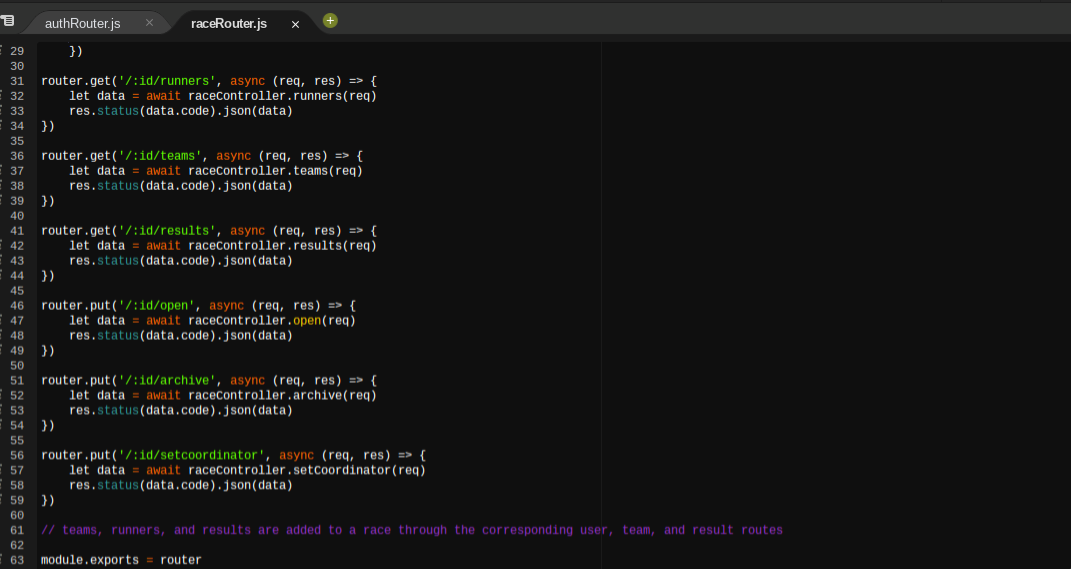 authRouter.js × raceRouter.js × +
29     })
30
31 router.get('/:id/runners', async (req, res) => {
32     let data = await raceController.runners(req)
33     res.status(data.code).json(data)
34 })
35
36 router.get('/:id/teams', async (req, res) => {
37     let data = await raceController.teams(req)
38     res.status(data.code).json(data)
39 })
40
41 router.get('/:id/results', async (req, res) => {
42     let data = await raceController.results(req)
43     res.status(data.code).json(data)
44 })
45
46 router.put('/:id/open', async (req, res) => {
47     let data = await raceController.open(req)
48     res.status(data.code).json(data)
49 })
50
51 router.put('/:id/archive', async (req, res) => {
52     let data = await raceController.archive(req)
53     res.status(data.code).json(data)
54 })
55
56 router.put('/:id/setcoordinator', async (req, res) => {
57     let data = await raceController.setCoordinator(req)
58     res.status(data.code).json(data)
59 })
60
61 // teams, runners, and results are added to a race through the corresponding user, team, and result routes
62
63 module.exports = router